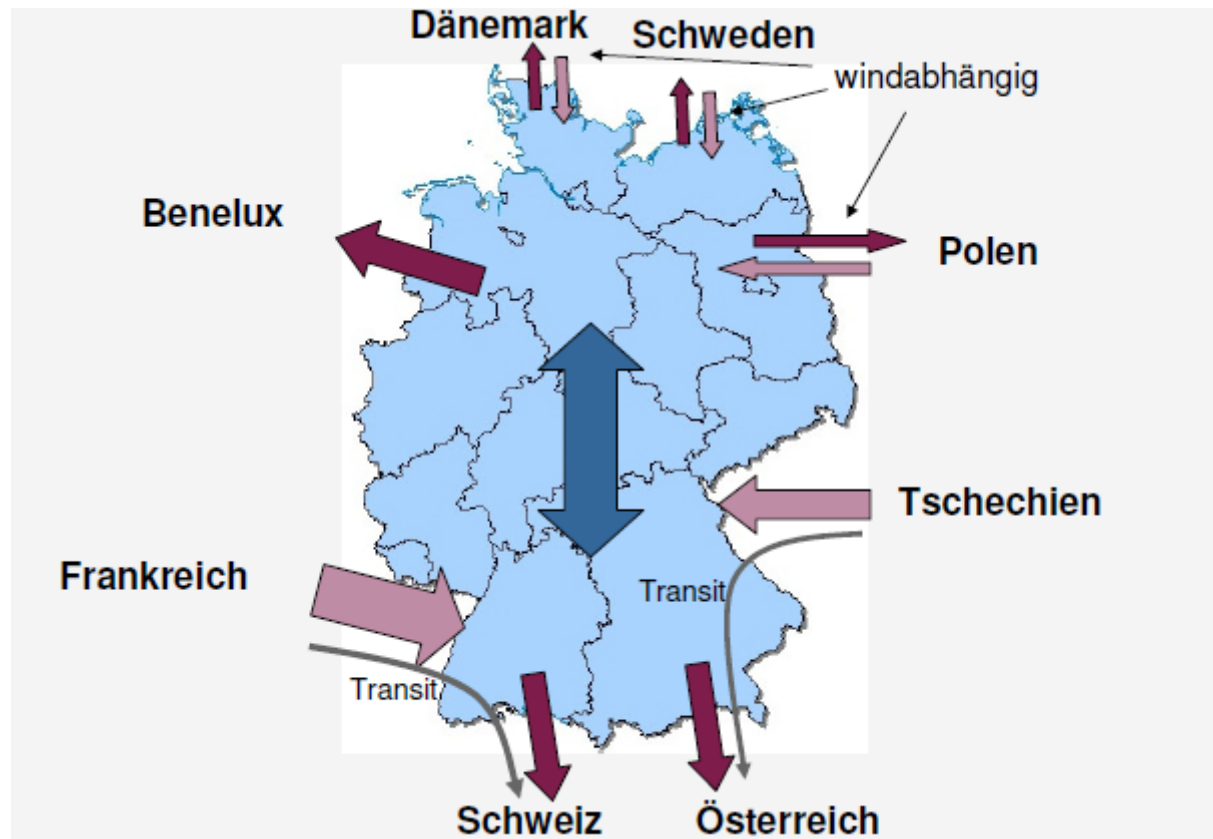 Dänemark
Schweden
windabhängig
Benelux
Polen
Tschechien
Frankreich
Transit
Transit
Schweiz
Österreich